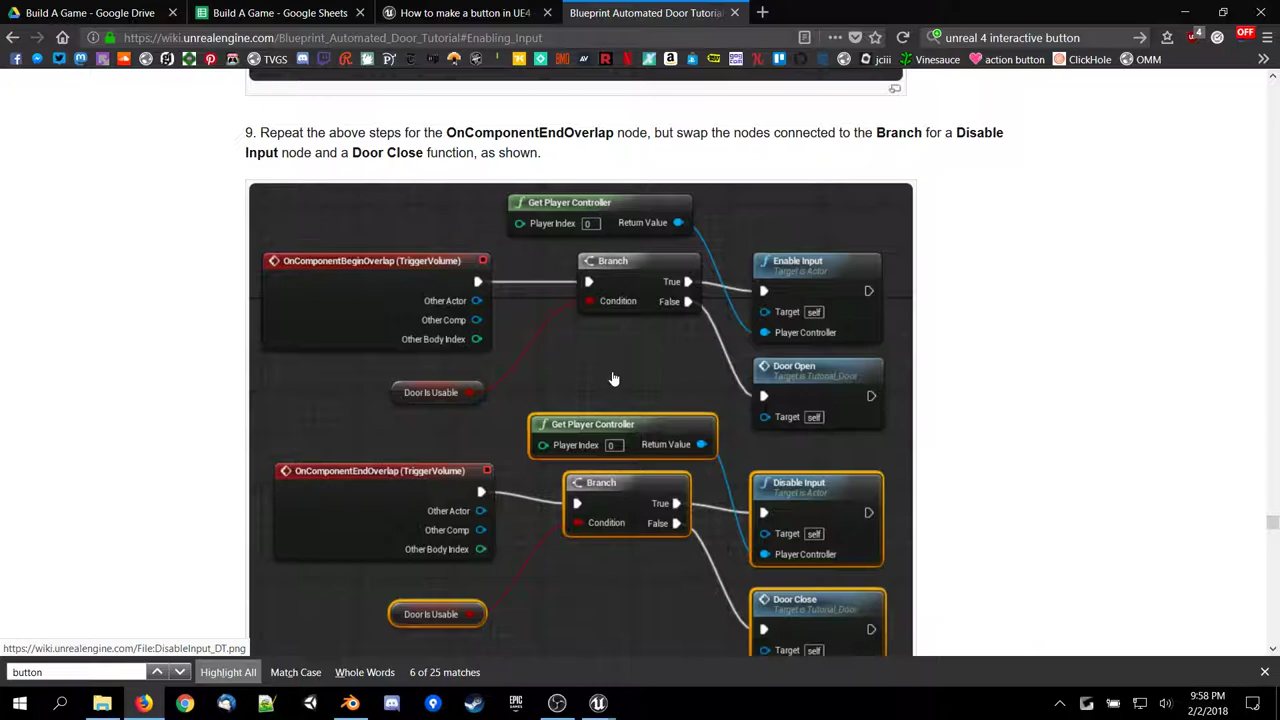 Build A Game - Google Drive
Build A Game - Google Sheets
How to make a button in UE4
Blueprint Automated Door Tutorial
https://wiki.unrealengine.com/Blueprint_Automated_Door_Tutorial#Enabling_Input
unreal 4 interactive button
4
OFF
TVGS
jciii
Vinesauce
action button
ClickHole
OMM
9. Repeat the above steps for the OnComponentEndOverlap node, but swap the nodes connected to the Branch for a Disable
Input node and a Door Close function, as shown.
Get Player Controller
Player Index 0 Return Value
OnComponentBeginOverlap (TriggerVolume)
Branch
Enable Input
Target is Actor
True
Other Actor
Condition False
Target self
Other Comp
Player Controller
Other Body Index
Door Open
Target is Tutorial_Door
Door Is Usable
Target self
Get Player Controller
Player Index 0 Return Value
OnComponentEndOverlap (TriggerVolume)
Branch
Disable Input
Target is Actor
True
Other Actor
Condition False
Target self
Other Comp
Player Controller
Other Body Index
Door Close
Target is Tutorial_Door
Door Is Usable
Target self
https://wiki.unrealengine.com/File:DisableInput_DT.png
button
Highlight All
Match Case
Whole Words
6 of 25 matches
9:58 PM
2/2/2018